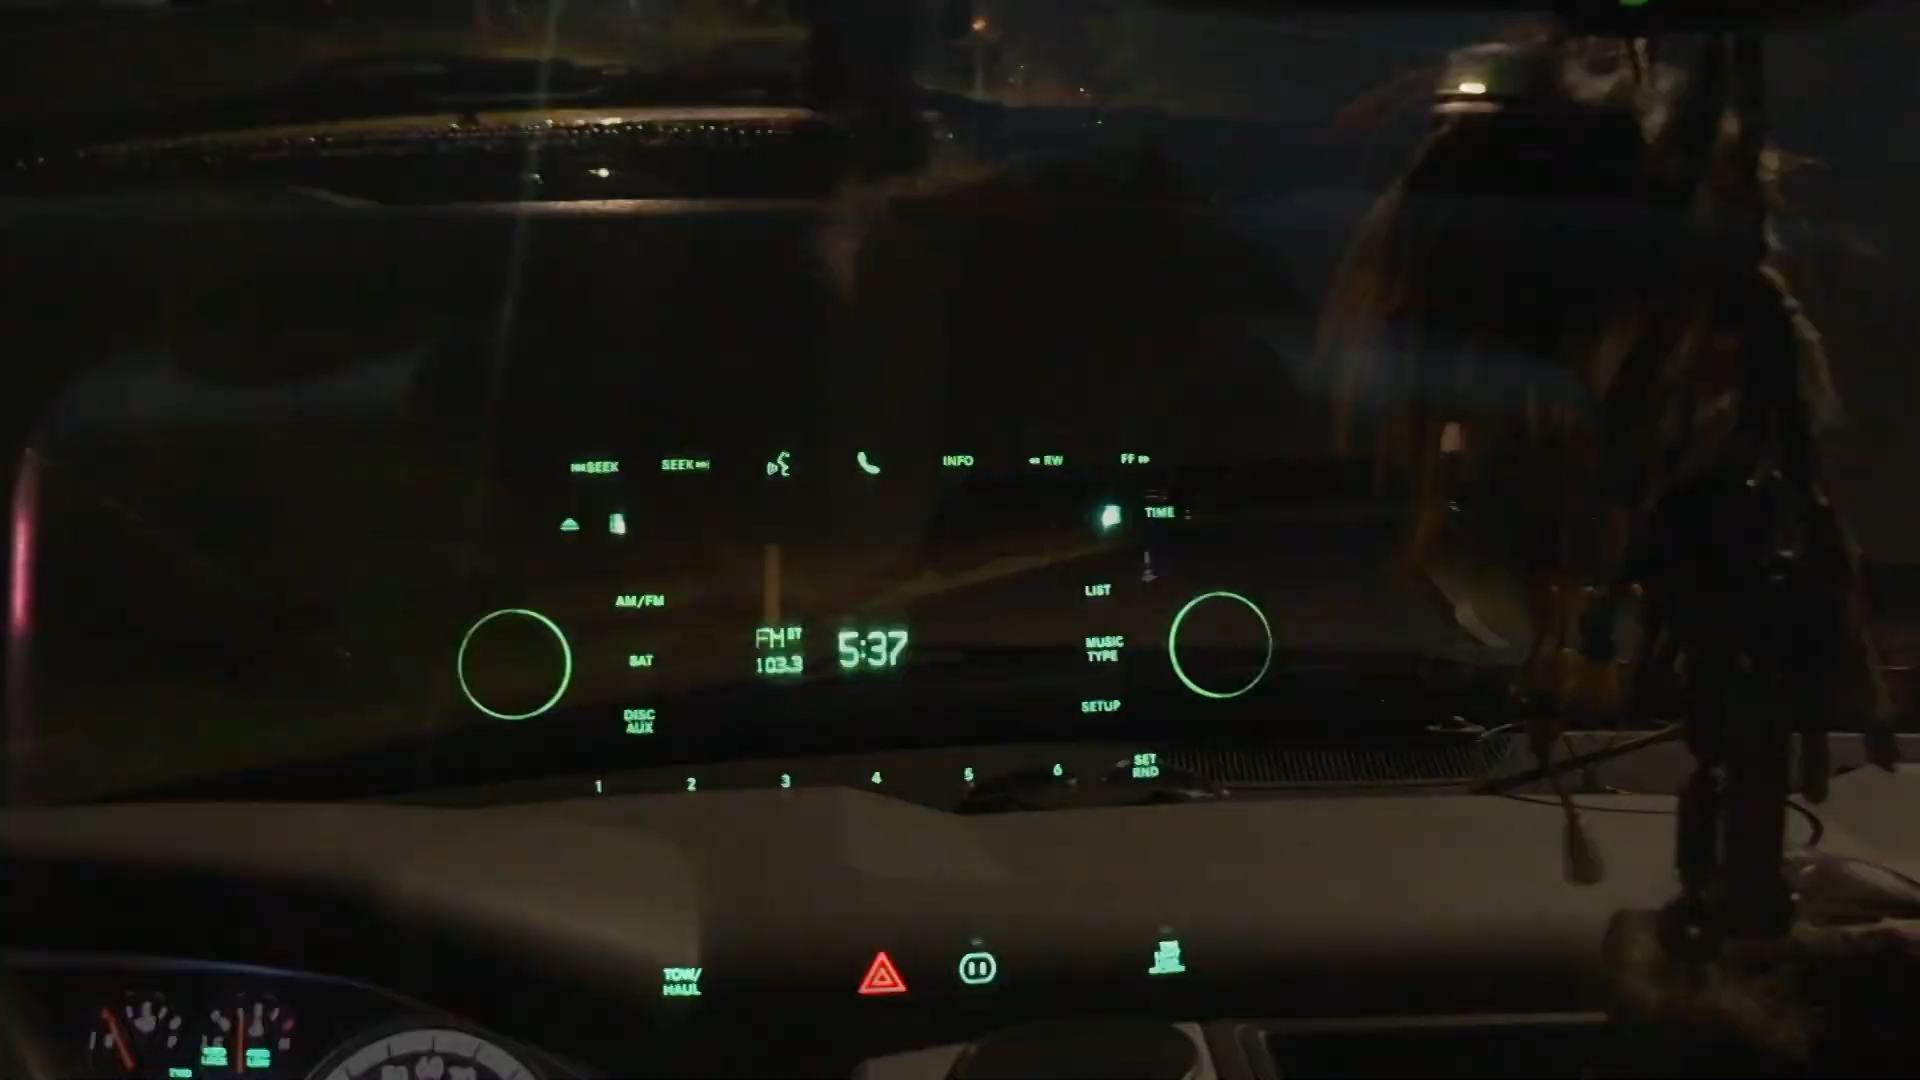 SEEK
SEEK
INFO
RW
FF
TIME
AM/FM
LIST
FM ST
103.3
5:37
SAT
MUSIC
TYPE
DISC
AUX
SETUP
1 2 3 4 5 6
SET
RND
TOW/
HAUL